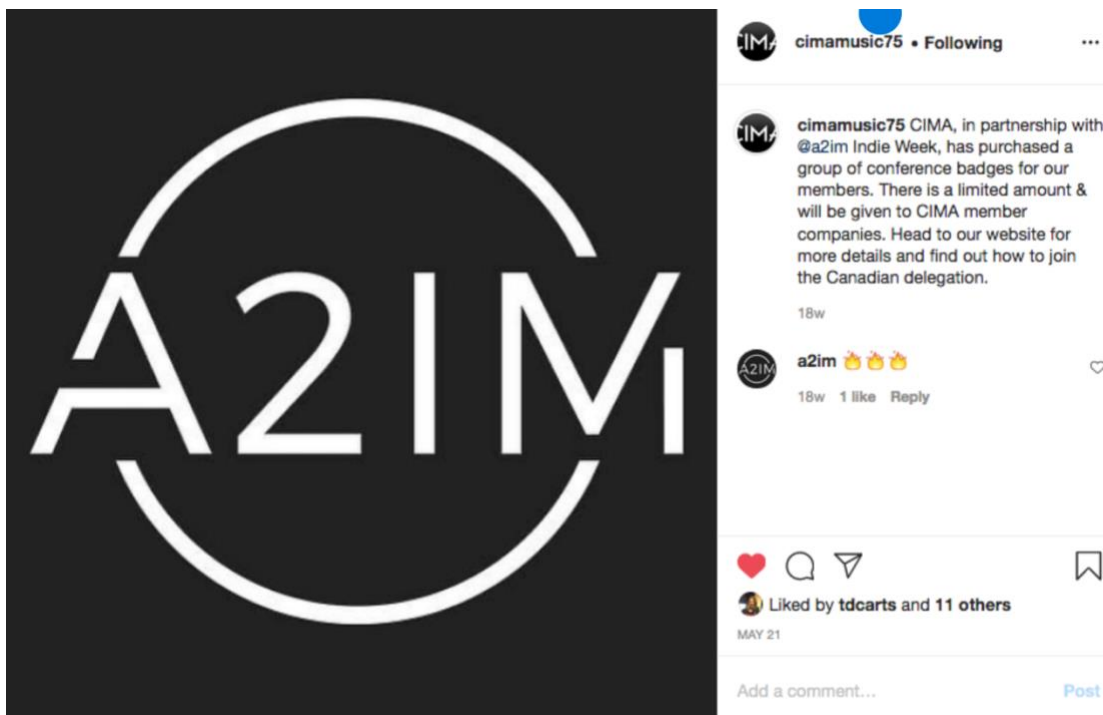 A2IM
CIMA
cimamusic75 • Following
CIMA
cimamusic75 CIMA, in partnership with
@a2im Indie Week, has purchased a
group of conference badges for our
members. There is a limited amount &
will be given to CIMA member
companies. Head to our website for
more details and find out how to join
the Canadian delegation.
18w
A2IM
a2im 🔥🔥🔥
18w 1 like Reply
Liked by tdcarts and 11 others
MAY 21
Add a comment... Post